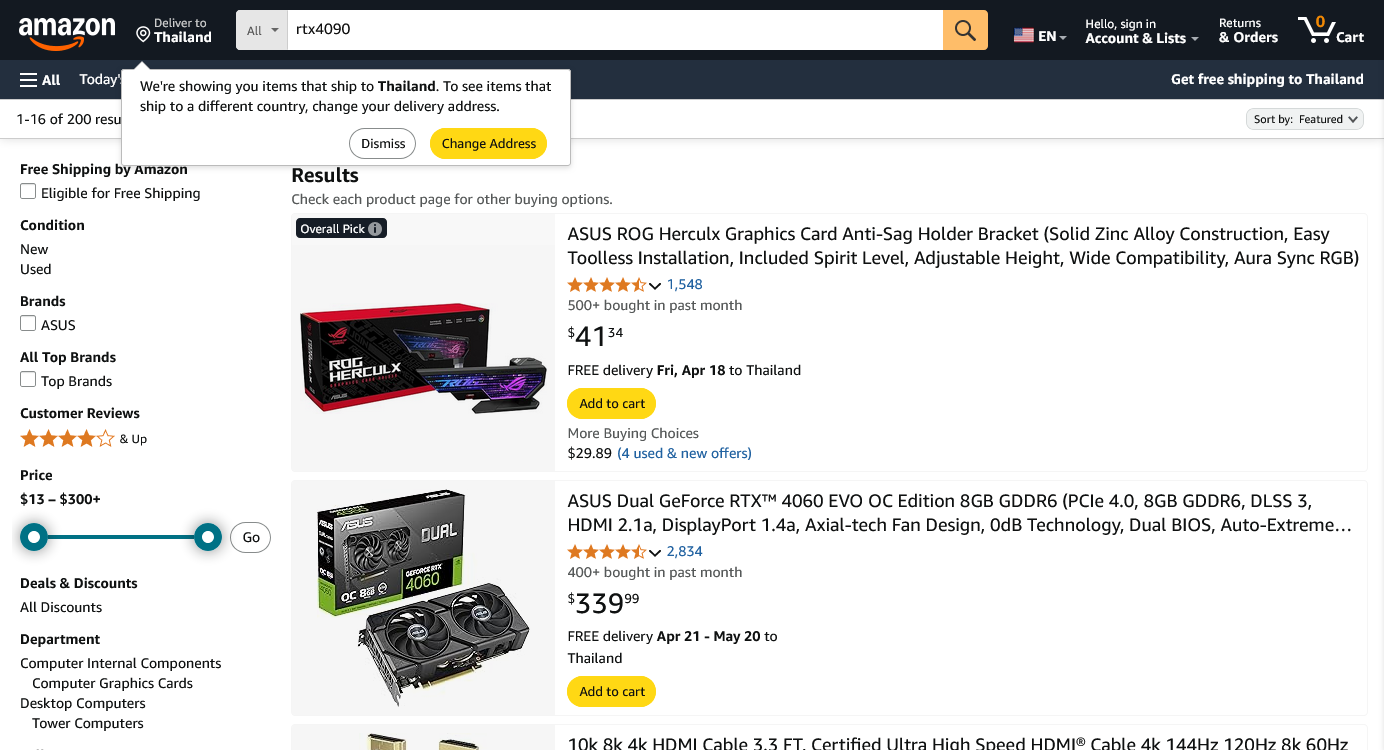 amazon
Deliver to
Thailand
All
rtx4090
EN
Hello, sign in
Account & Lists
Returns
& Orders
0
Cart
All
Today'
Get free shipping to Thailand
We're showing you items that ship to Thailand. To see items that
ship to a different country, change your delivery address.
Dismiss
Change Address
1-16 of 200
Sort by: Featured
Free Shipping by Amazon
Eligible for Free Shipping
Condition
New
Used
Brands
ASUS
All Top Brands
Top Brands
Customer Reviews
& Up
Price
$13 – $300+
Go
Deals & Discounts
All Discounts
Department
Computer Internal Components
Computer Graphics Cards
Desktop Computers
Tower Computers
Results
Check each product page for other buying options.
Overall Pick
ROG
HERCULX
ASUS ROG Herculx Graphics Card Anti-Sag Holder Bracket (Solid Zinc Alloy Construction, Easy
Toolless Installation, Included Spirit Level, Adjustable Height, Wide Compatibility, Aura Sync RGB)
1,548
500+ bought in past month
$41 34
FREE delivery Fri, Apr 18 to Thailand
Add to cart
More Buying Choices
$29.89 (4 used & new offers)
ASUS
DUAL
GEFORCE RTX
4060
OC 8GB
ASUS Dual GeForce RTX™ 4060 EVO OC Edition 8GB GDDR6 (PCIe 4.0, 8GB GDDR6, DLSS 3,
HDMI 2.1a, DisplayPort 1.4a, Axial-tech Fan Design, 0dB Technology, Dual BIOS, Auto-Extreme…
2,834
400+ bought in past month
$339 99
FREE delivery Apr 21 - May 20 to
Thailand
Add to cart
10k 8k 4k HDMI Cable 3.3 FT, Certified Ultra High Speed HDMI® Cable 4k 144Hz 120Hz 8k 60Hz